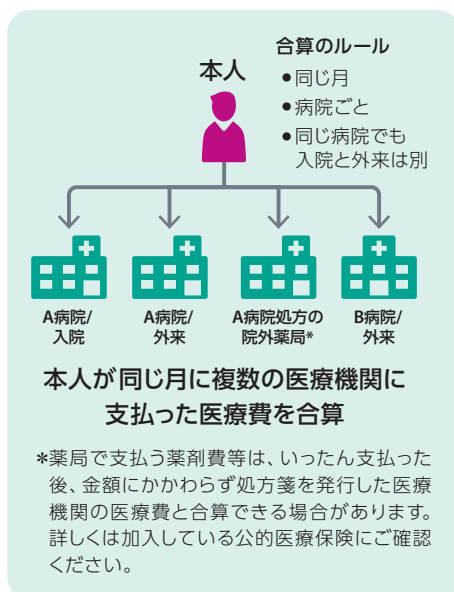 合算のルール
●同じ月
●病院ごと
●同じ病院でも
入院と外来は別
本人
A病院/
入院
A病院/
外来
A病院処方の
院外薬局*
B病院/
外来
本人が同じ月に複数の医療機関に
支払った医療費を合算
*薬局で支払う薬剤費等は、いったん支払った
後、金額にかかわらず処方箋を発行した医療
機関の医療費と合算できる場合があります。
詳しくは加入している公的医療保険にご確認
ください。